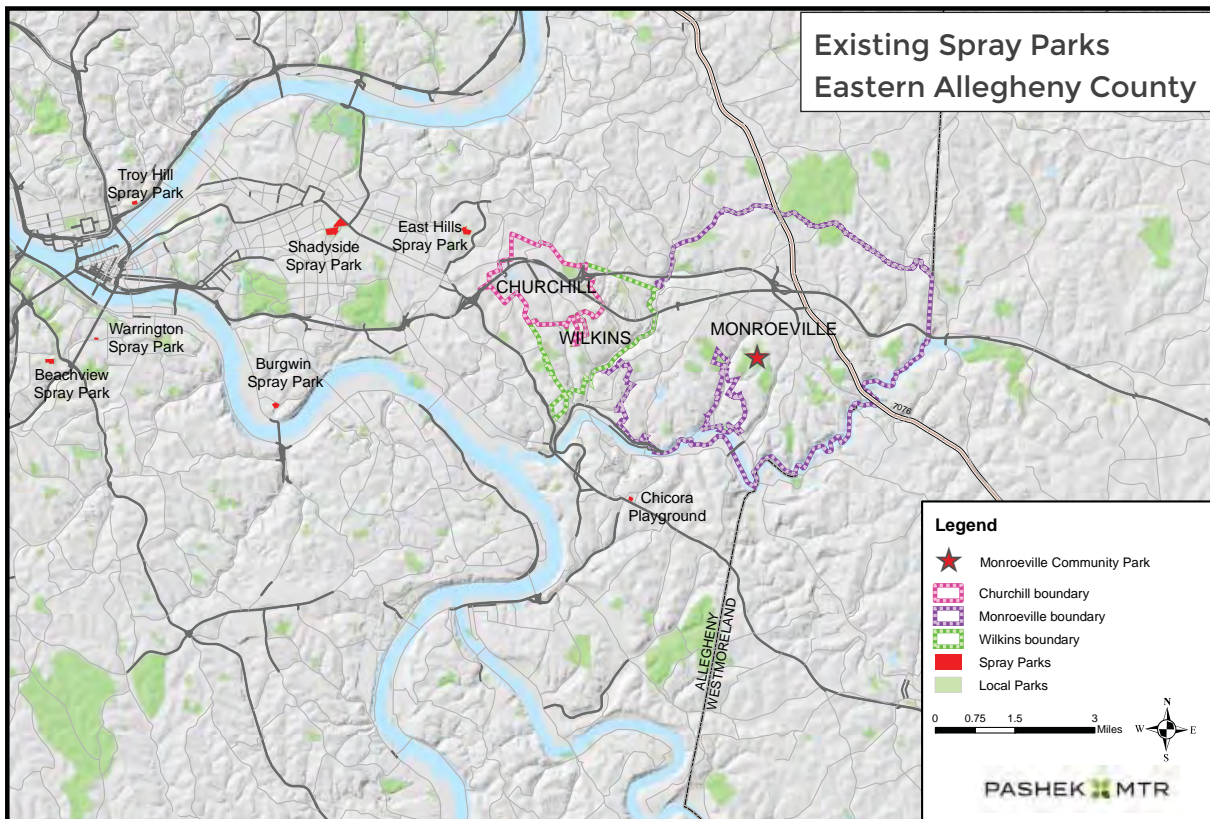 Existing Spray Parks
Eastern Allegheny County
Troy Hill
Spray Park
Shadyside
Spray Park
East Hills
Spray Park
CHURCHILL
WILKINS
MONROEVILLE
Warrington
Spray Park
Beachview
Spray Park
Burgwin
Spray Park
7076
Chicora
Playground
ALLEGHENY
WESTMORELAND
Legend
Monroeville Community Park
Churchill boundary
Monroeville boundary
Wilkins boundary
Spray Parks
Local Parks
0 0.75 1.5 3
Miles
N
W E
S
PASHEK MTR